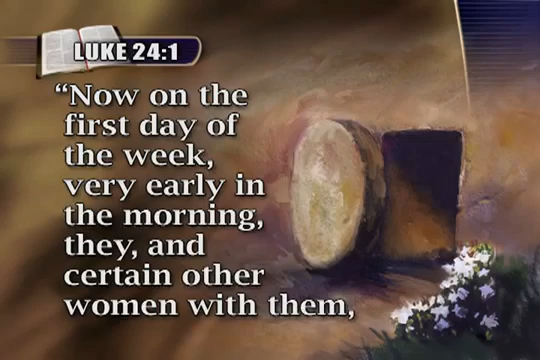 LUKE 24:1
“Now on the
first day of
the week,
very early in
the morning,
they, and
certain other
women with them,